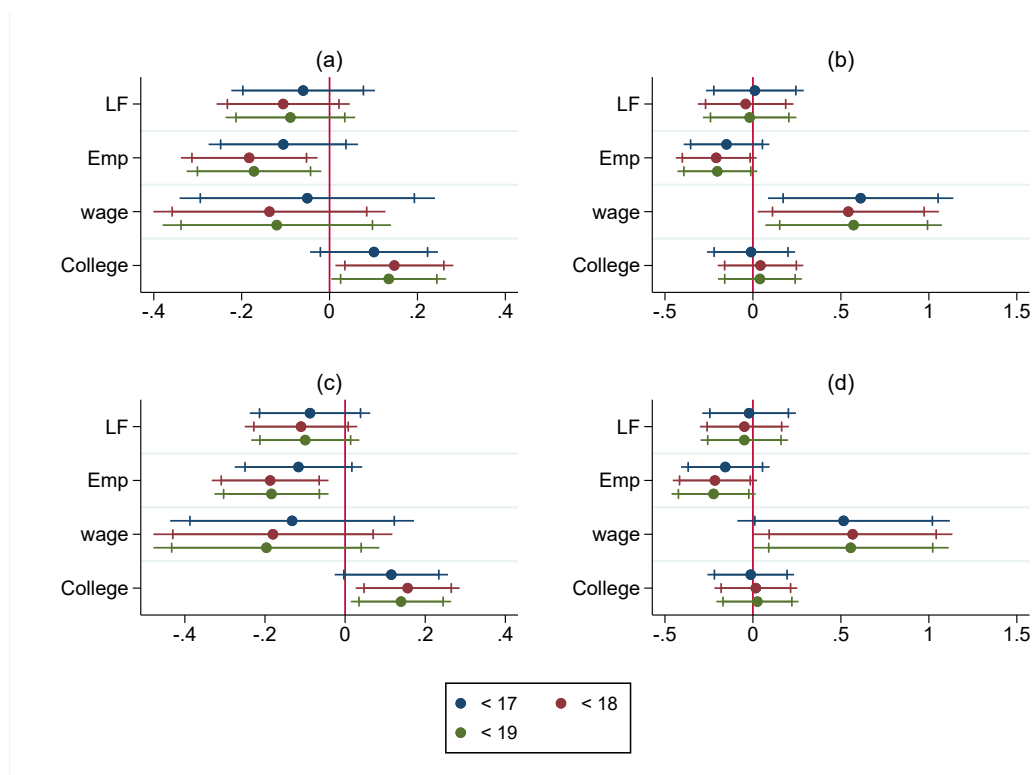 (a)
LF
Emp
wage
College
-.4 -.2 0 .2 .4
(b)
LF
Emp
wage
College
-.5 0 .5 1 1.5
(c)
LF
Emp
wage
College
-.4 -.2 0 .2 .4
(d)
LF
Emp
wage
College
-.5 0 .5 1 1.5
< 17 < 18
< 19